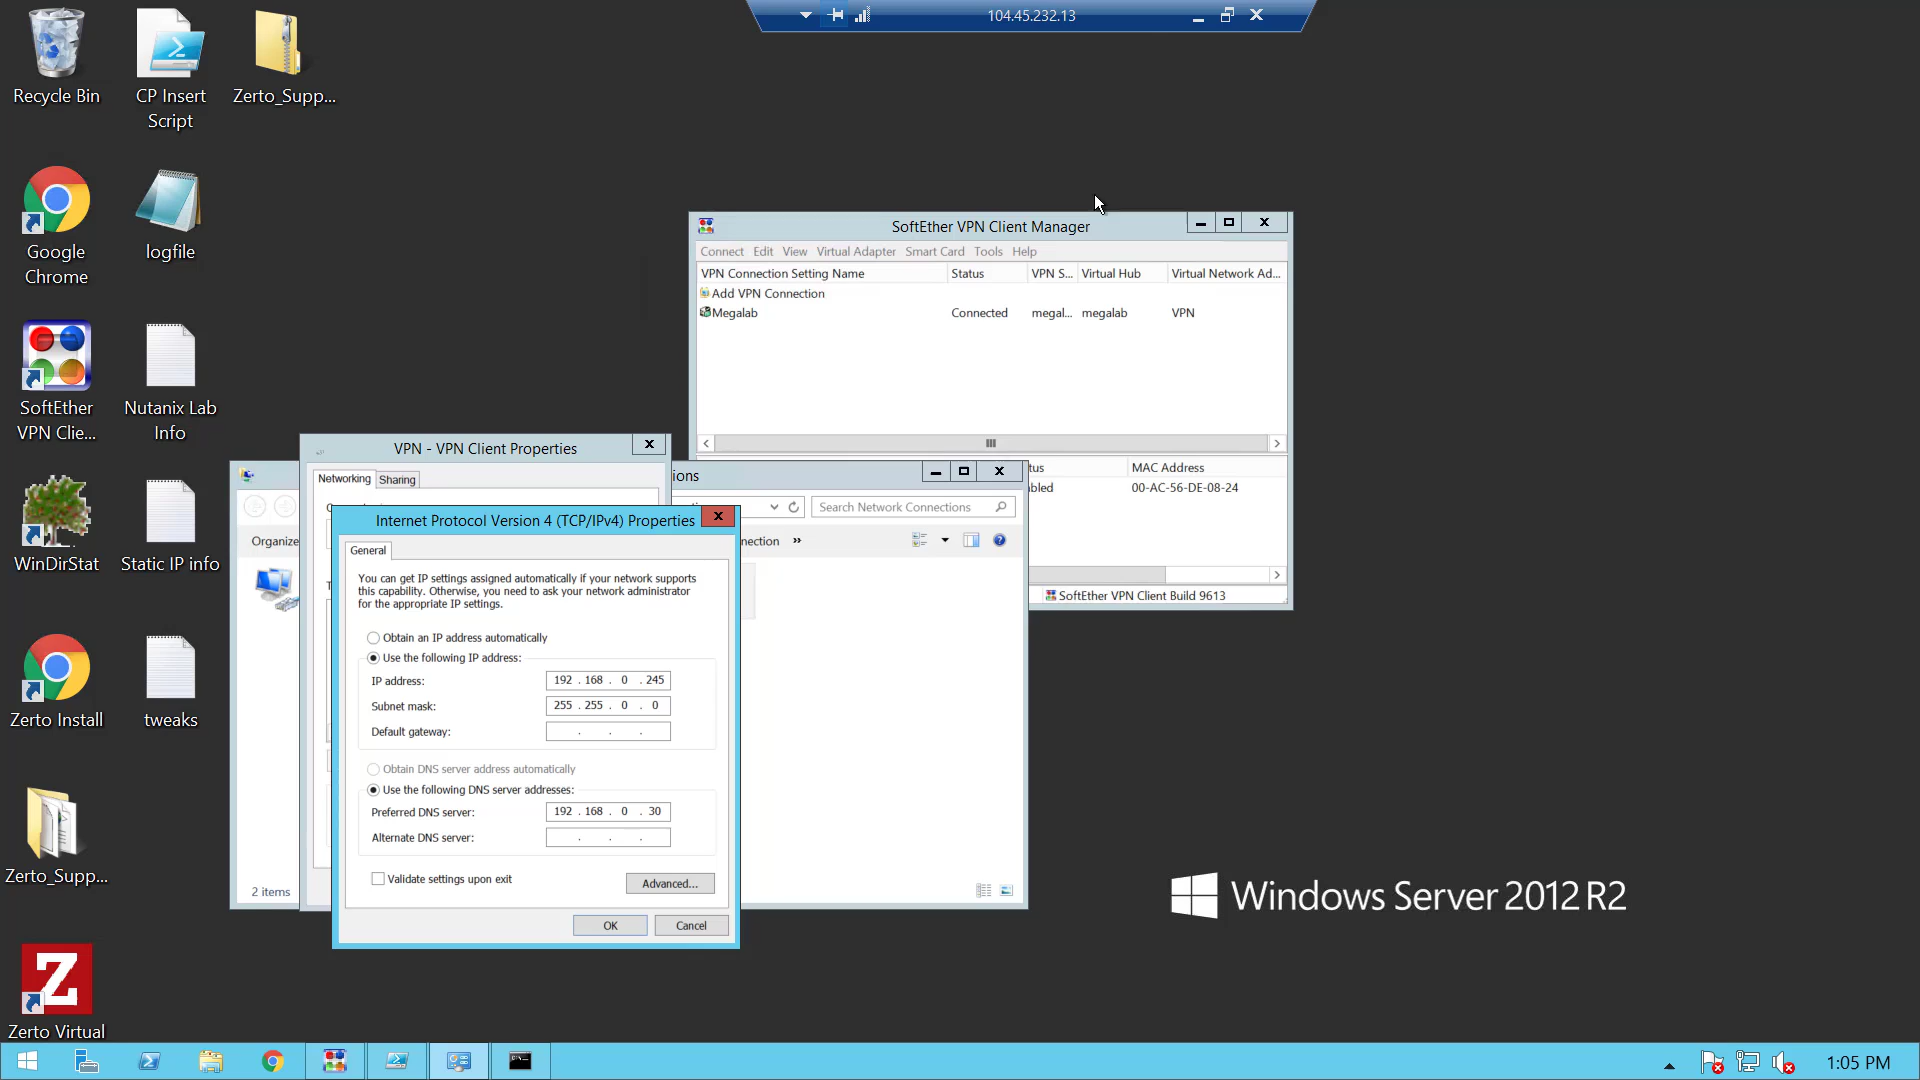 104.45.232.13
Recycle Bin
CP Insert
Script
Zerto_Supp...
Google
Chrome
logfile
SoftEther
VPN Clie...
Nutanix Lab
Info
WinDirStat
Static IP info
Zerto Install
tweaks
Zerto_Supp...
Zerto Virtual
SoftEther VPN Client Manager
Connect Edit View Virtual Adapter Smart Card Tools Help
VPN Connection Setting Name Status VPN S... Virtual Hub Virtual Network Ad...
Add VPN Connection
Megalab Connected megal... megalab VPN
tus MAC Address
bled 00-AC-56-DE-08-24
SoftEther VPN Client Build 9613
ions
Search Network Connections
Organize
nection »
2 items
VPN - VPN Client Properties
Networking Sharing
Internet Protocol Version 4 (TCP/IPv4) Properties
General
You can get IP settings assigned automatically if your network supports
this capability. Otherwise, you need to ask your network administrator
for the appropriate IP settings.
Obtain an IP address automatically
Use the following IP address:
IP address: 192 . 168 . 0 . 245
Subnet mask: 255 . 255 . 0 . 0
Default gateway: . . .
Obtain DNS server address automatically
Use the following DNS server addresses:
Preferred DNS server: 192 . 168 . 0 . 30
Alternate DNS server: . . .
Validate settings upon exit
Advanced...
OK Cancel
Windows Server 2012 R2
1:05 PM